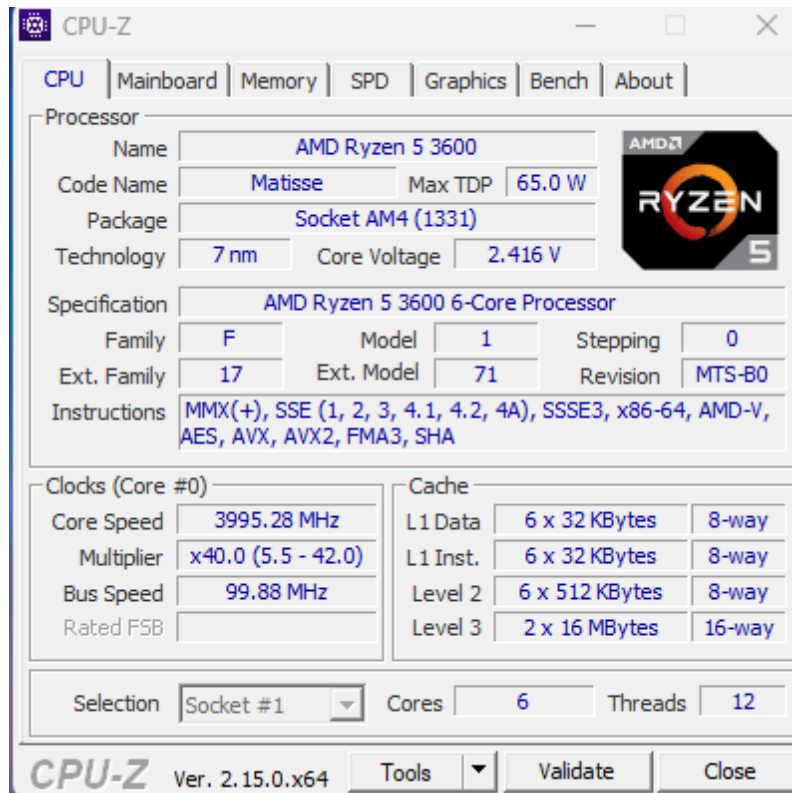 CPU-Z
CPU Mainboard Memory SPD Graphics Bench About
Processor
Name AMD Ryzen 5 3600
Code Name Matisse Max TDP 65.0 W
Package Socket AM4 (1331)
Technology 7 nm Core Voltage 2.416 V
AMD
RYZEN
5
Specification AMD Ryzen 5 3600 6-Core Processor
Family F Model 1 Stepping 0
Ext. Family 17 Ext. Model 71 Revision MTS-B0
Instructions MMX(+), SSE (1, 2, 3, 4.1, 4.2, 4A), SSSE3, x86-64, AMD-V,
AES, AVX, AVX2, FMA3, SHA
Clocks (Core #0)
Core Speed 3995.28 MHz
Multiplier x40.0 (5.5 - 42.0)
Bus Speed 99.88 MHz
Rated FSB
Cache
L1 Data 6 x 32 KBytes 8-way
L1 Inst. 6 x 32 KBytes 8-way
Level 2 6 x 512 KBytes 8-way
Level 3 2 x 16 MBytes 16-way
Selection Socket #1 Cores 6 Threads 12
CPU-Z Ver. 2.15.0.x64 Tools Validate Close